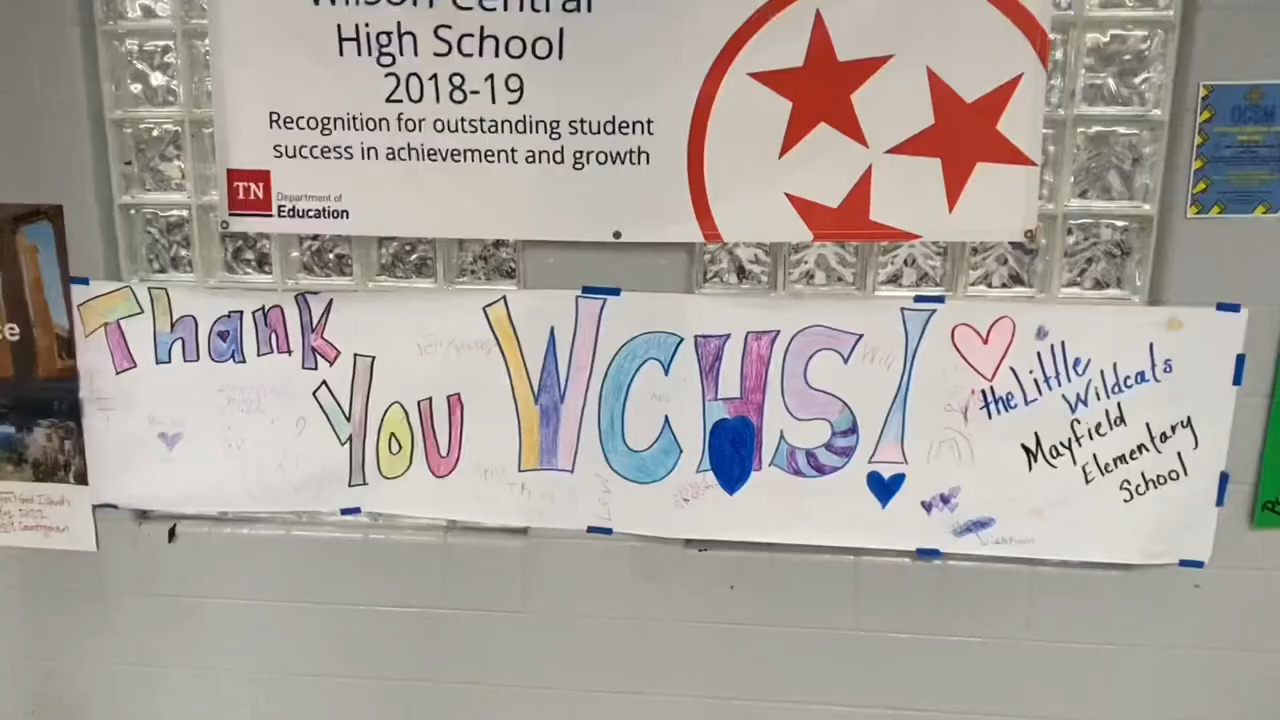 Wilson Central
High School
2018-19
Recognition for outstanding student
success in achievement and growth
TN
Department of
Education
Thank
You WCHS!
the Little
Wildcats
Mayfield
Elementary
School